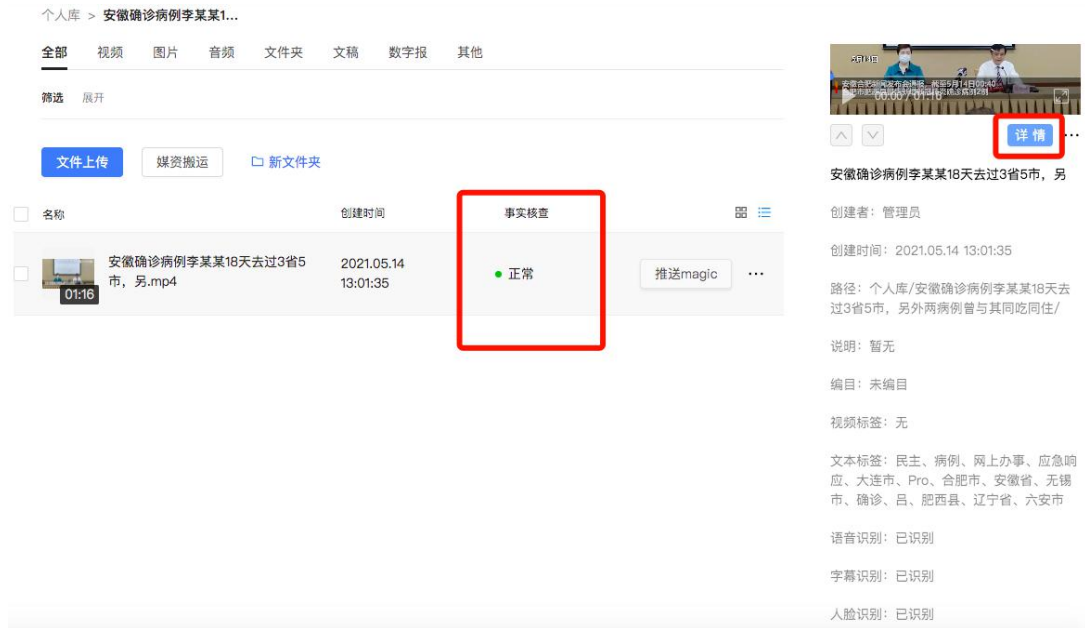 个人库 > 安徽确诊病例李某某1...
全部 视频 图片 音频 文件夹 文稿 数字报 其他
筛选 展开
文件上传 媒资搬运 新文件夹
名称 创建时间 事实核查
安徽确诊病例李某某18天去过3省5
市，另.mp4
01:16
2021.05.14
13:01:35
正常
推送magic ...
00:00 / 01:16
详情 ...
安徽确诊病例李某某18天去过3省5市，另
创建者：管理员
创建时间：2021.05.14 13:01:35
路径：个人库/安徽确诊病例李某某18天去
过3省5市，另外两病例曾与其同吃同住/
说明：暂无
编目：未编目
视频标签：无
文本标签：民主、病例、网上办事、应急响
应、大连市、Pro、合肥市、安徽省、无锡
市、确诊、吕、肥西县、辽宁省、六安市
语音识别：已识别
字幕识别：已识别
人脸识别：已识别